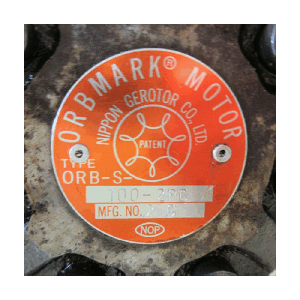 ORBMARK® MOTOR
NIPPON GEROTOR CO., LTD
PATENT
TYPE
ORB-S-
MFG. NO.
NOP